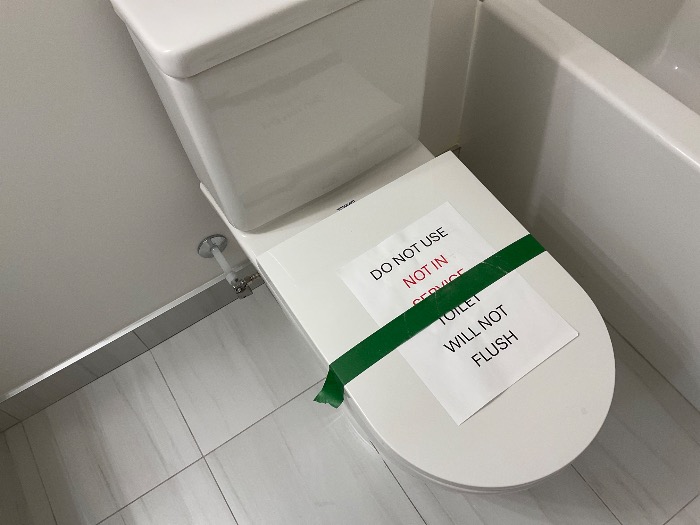 DO NOT USE
NOT IN
SERVICE
TOILET
WILL NOT
FLUSH